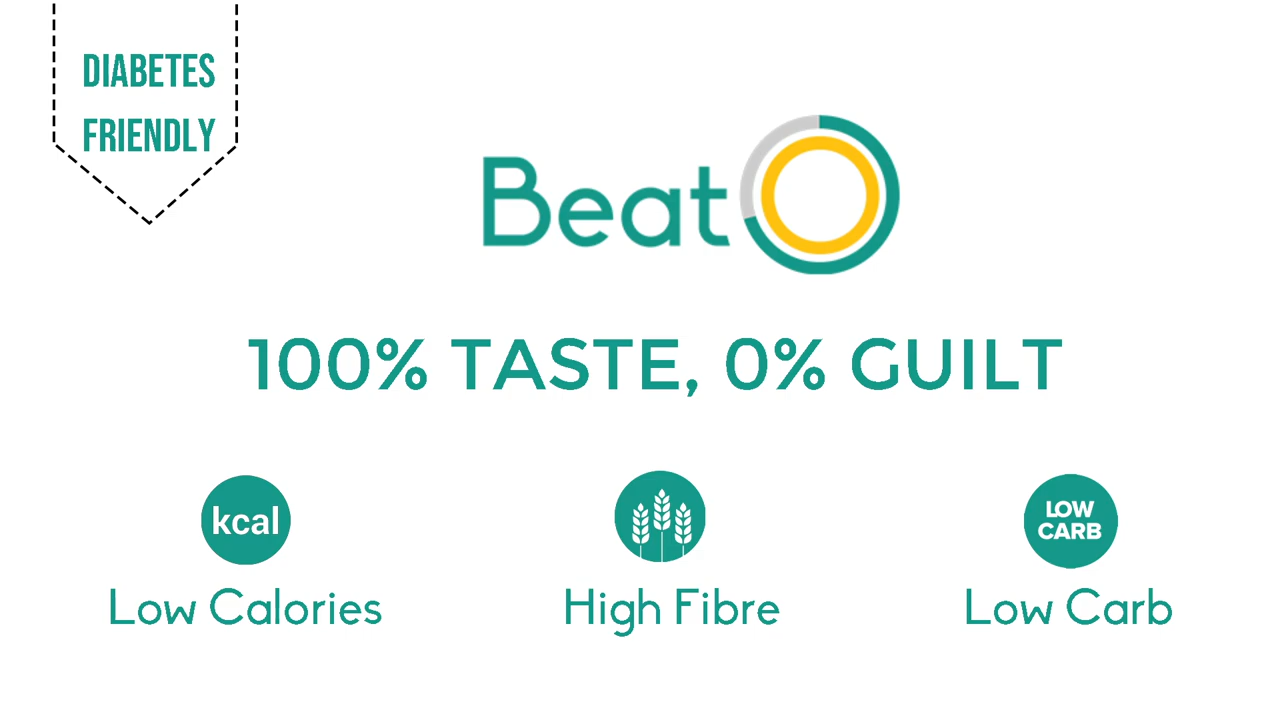 DIABETES
FRIENDLY
BeatO
100% TASTE, 0% GUILT
kcal
LOW
CARB
Low Calories
High Fibre
Low Carb